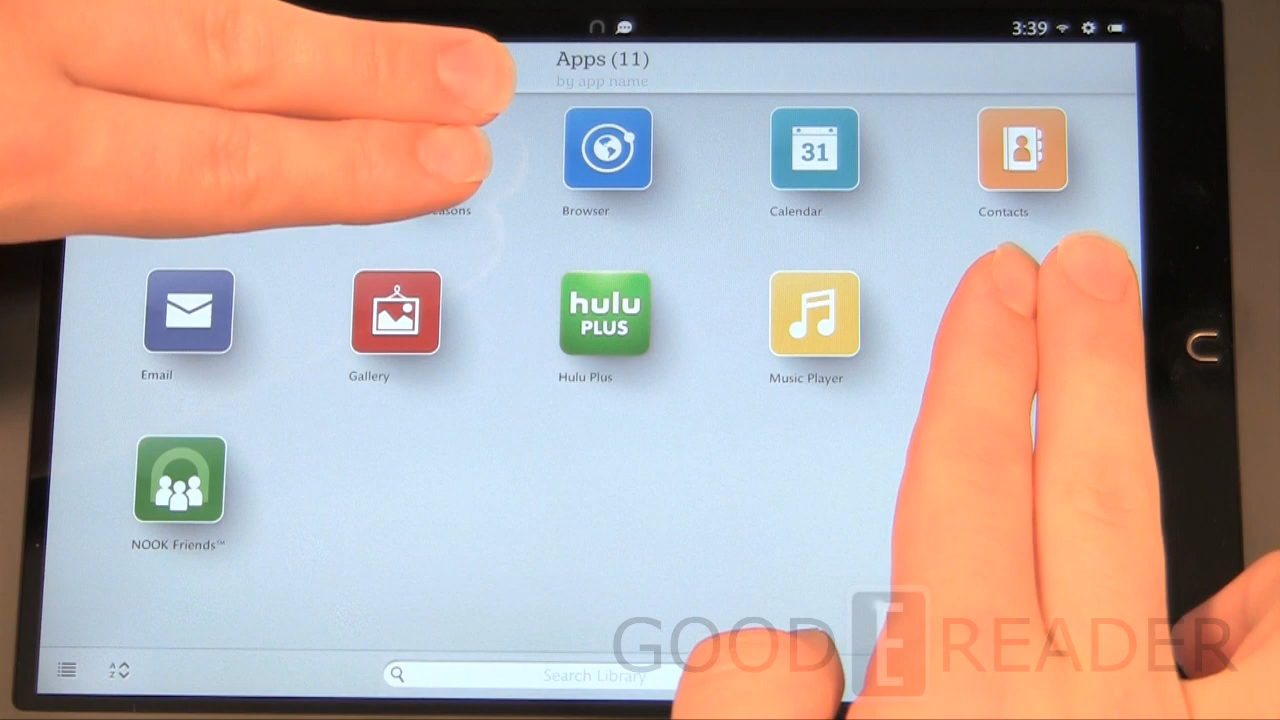 3:39
Apps (11)
by app name
Browser
Calendar
31
Contacts
Email
Gallery
hulu
PLUS
Hulu Plus
Music Player
NOOK Friends™
A
Z
Search Library
GOOD E READER